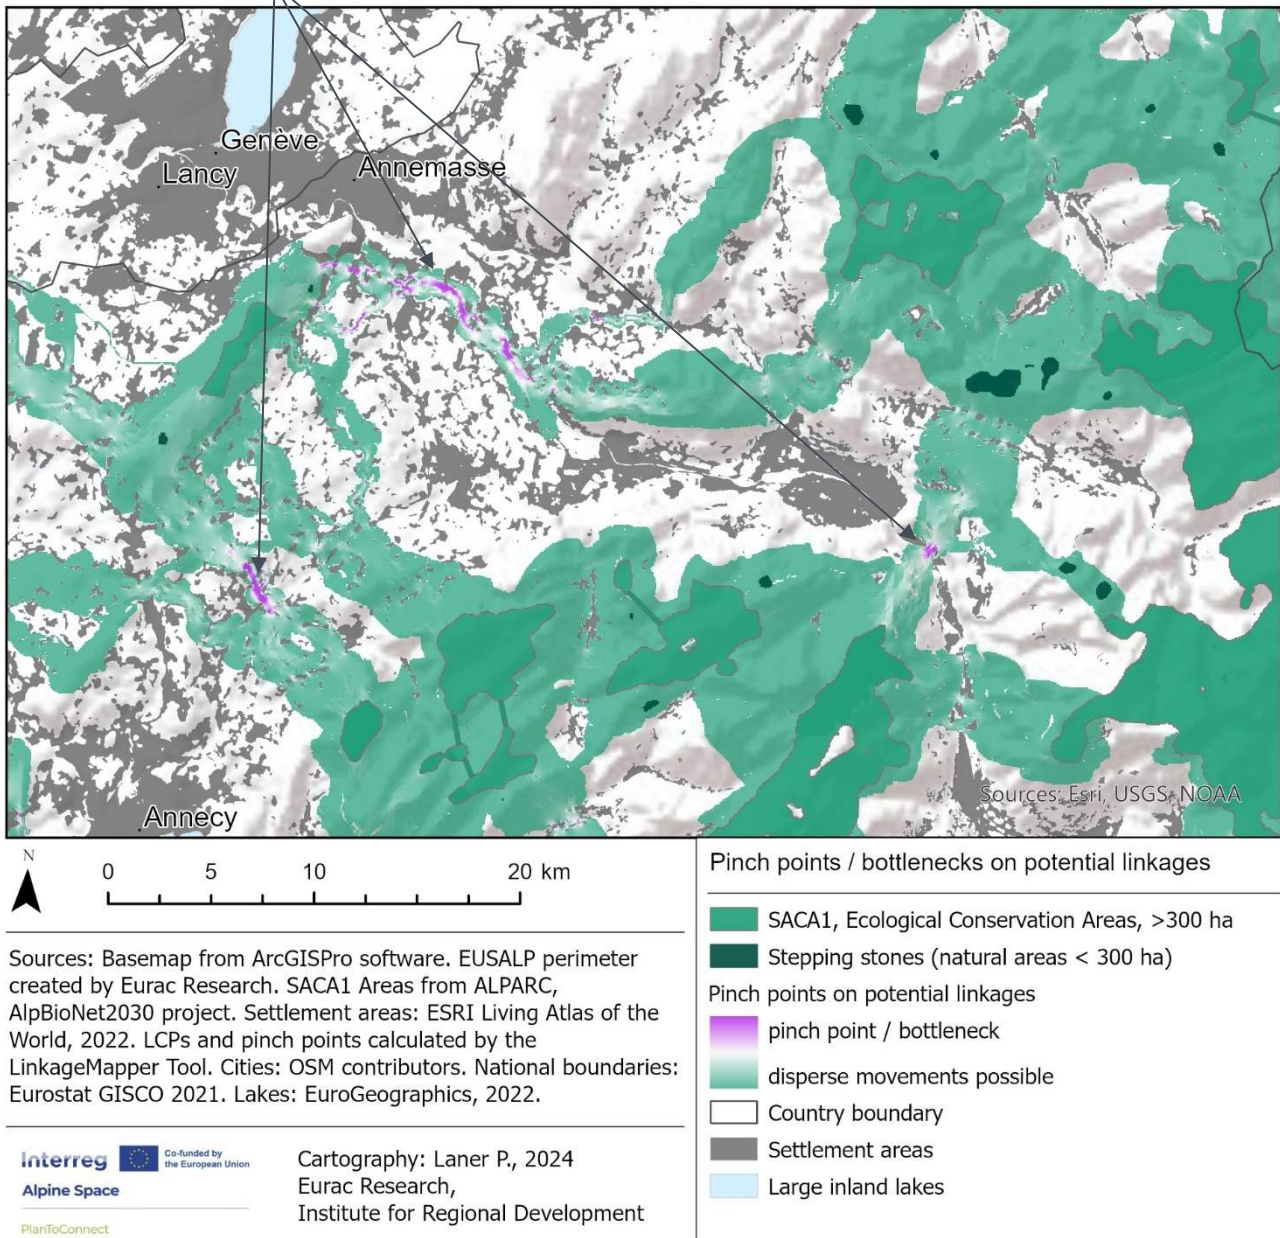 Genève
Lancy
Annemasse
Sources: Esri, USGS, NOAA
Annecy
N
0 5 10 20 km
Sources: Basemap from ArcGISPro software. EUSALP perimeter
created by Eurac Research. SACA1 Areas from ALPARC,
AlpBioNet2030 project. Settlement areas: ESRI Living Atlas of the
World, 2022. LCPs and pinch points calculated by the
LinkageMapper Tool. Cities: OSM contributors. National boundaries:
Eurostat GISCO 2021. Lakes: EuroGeographics, 2022.
Interreg
Co-funded by
the European Union
Alpine Space
PlanToConnect
Cartography: Laner P., 2024
Eurac Research,
Institute for Regional Development
Pinch points / bottlenecks on potential linkages
SACA1, Ecological Conservation Areas, >300 ha
Stepping stones (natural areas < 300 ha)
Pinch points on potential linkages
pinch point / bottleneck
disperse movements possible
Country boundary
Settlement areas
Large inland lakes